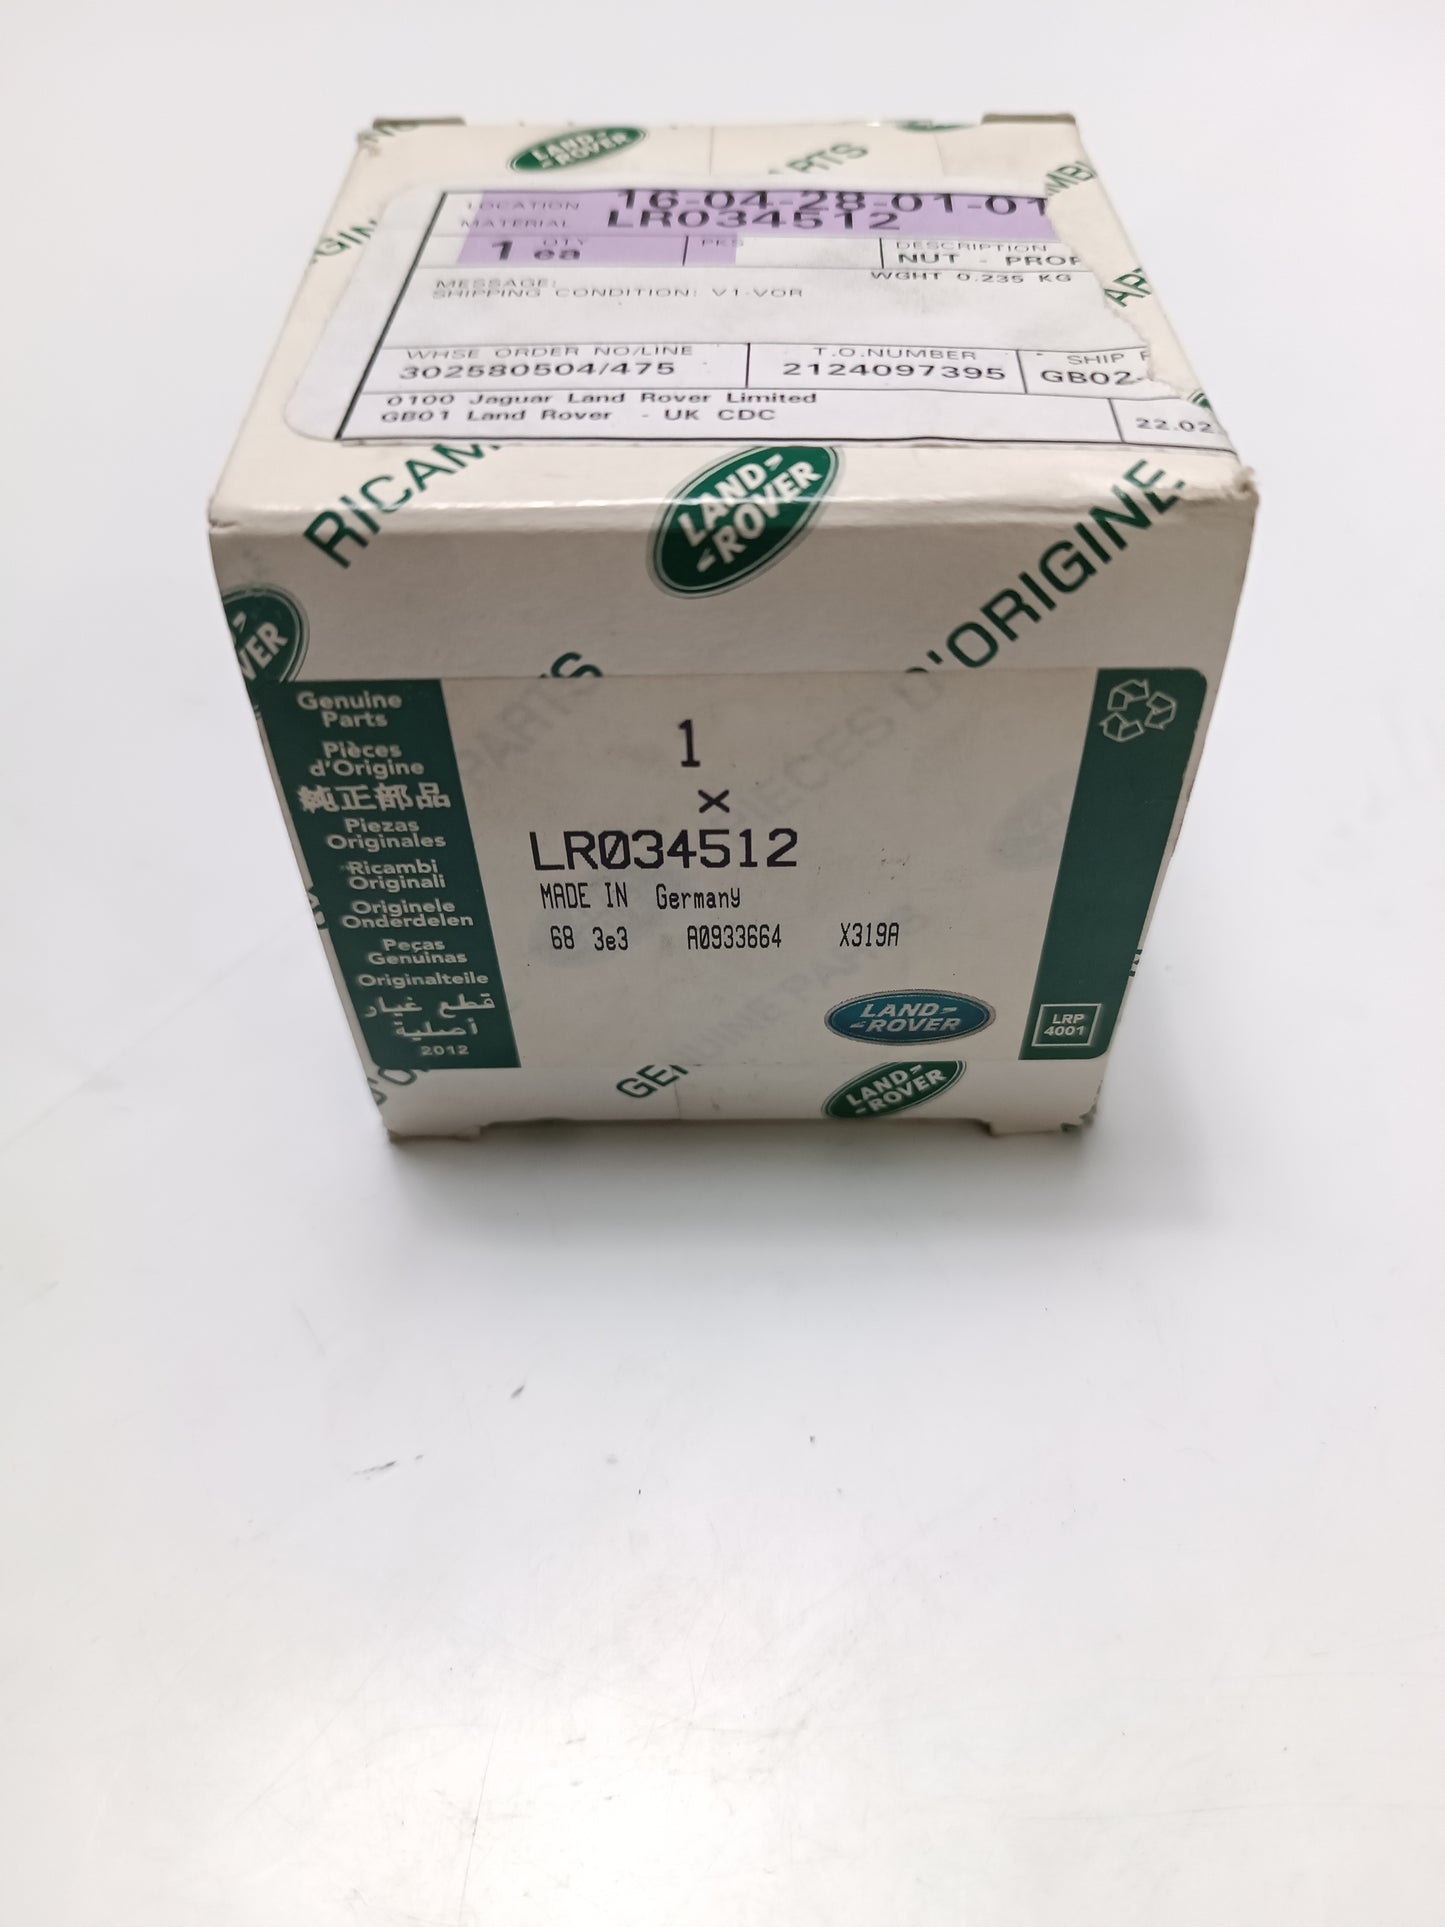 LAND ROVER
PARTS
LOCATION 16-04-28-01-01
MATERIAL LR034512
QTY
1 ea
PKS
DESCRIPTION
NUT - PROP
WGHT 0.235 KG
MESSAGE:
SHIPPING CONDITION: V1-VOR
WHSE ORDER NO/LINE
302580504/475
T.O.NUMBER
2124097395
SHIP
GB02-
0100 Jaguar Land Rover Limited
GB01 Land Rover - UK CDC
22.02
RICAM
LAND ROVER
D'ORIGINE
Genuine
Parts
Pièces
d'Origine
純正部品
Piezas
Originales
Ricambi
Originali
Originele
Onderdelen
Peças
Genuínas
Originalteile
قطع غيار
أصلية
2012
1
×
LR034512
MADE IN Germany
68 3e3 A0933664 X319A
LAND ROVER
LRP
4001
LAND ROVER